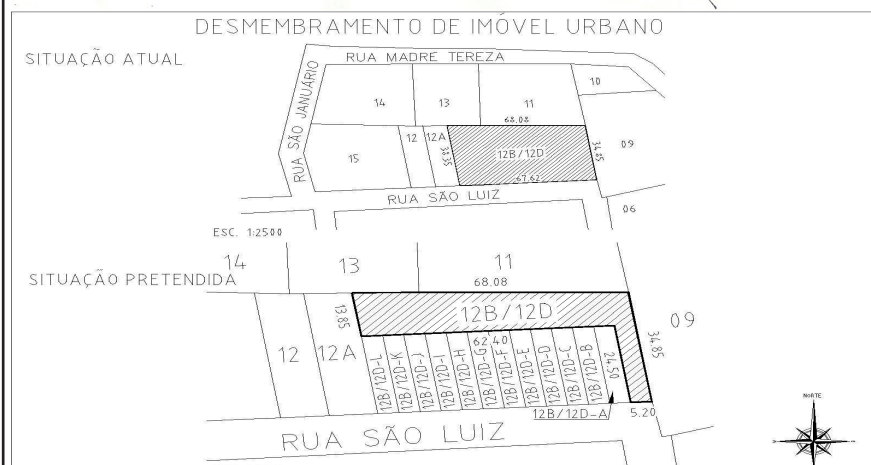 DESMEMBRAMENTO DE IMÓVEL URBANO
SITUAÇÃO ATUAL
RUA MADRE TEREZA
RUA SÃO JANUÁRIO
10
14
13
11
68.08
12
12A
38.35
12B/12D
34.85
09
15
67.62
RUA SÃO LUIZ
06
ESC. 1:2500
14
13
11
SITUAÇÃO PRETENDIDA
68.08
13.85
12B/12D
09
34.85
12
12A
62.40
12B/12D-L
12B/12D-K
12B/12D-J
12B/12D-I
12B/12D-H
12B/12D-G
12B/12D-F
12B/12D-E
12B/12D-D
12B/12D-C
12B/12D-B
24.50
12B/12D-A
5.20
RUA SÃO LUIZ
NORTE